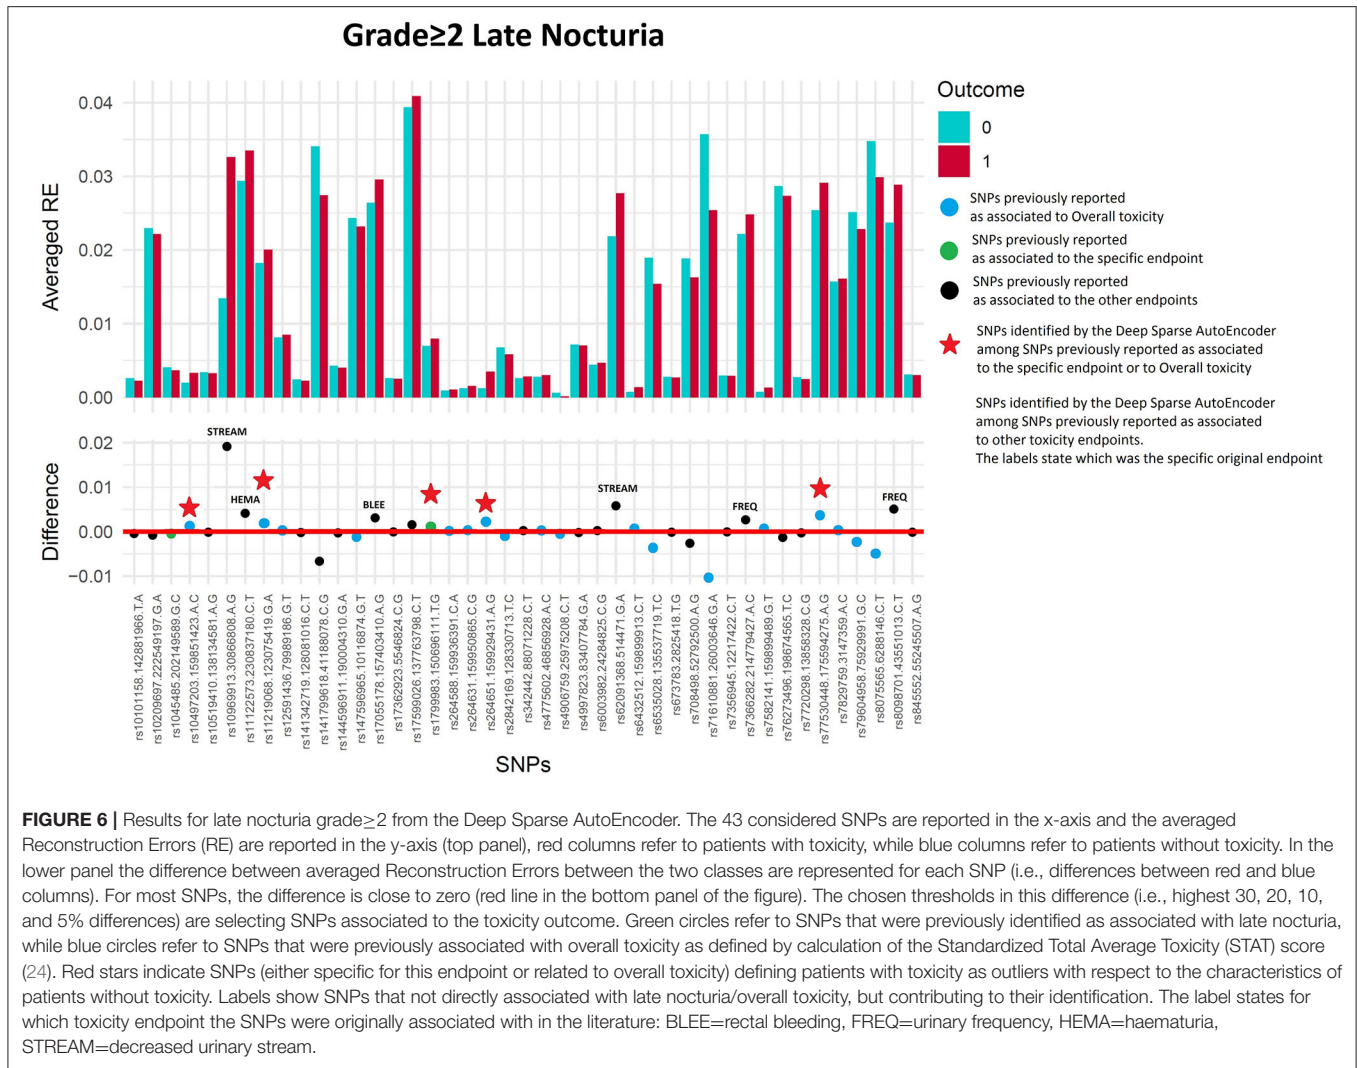 Grade≥2 Late Nocturia
Averaged RE
0.04
0.03
0.02
0.01
0.00
Outcome
0
1
SNPs previously reported
as associated to Overall toxicity
SNPs previously reported
as associated to the specific endpoint
SNPs previously reported
as associated to the other endpoints
SNPs identified by the Deep Sparse AutoEncoder
among SNPs previously reported as associated
to the specific endpoint or to Overall toxicity
SNPs identified by the Deep Sparse AutoEncoder
among SNPs previously reported as associated
to other toxicity endpoints.
The labels state which was the specific original endpoint
Difference
0.02
0.01
0.00
−0.01
STREAM
HEMA
BLEE
STREAM
FREQ
FREQ
rs10101158.142881966.T.A
rs10209697.222549197.G.A
rs1045485.202149589.G.C
rs10497203.159851423.A.C
rs10519410.138134581.A.G
rs10969913.30866808.A.G
rs11122573.230837180.C.T
rs11219068.123075419.G.A
rs12591436.79989186.G.T
rs141342719.128081016.C.T
rs141799618.41188078.C.G
rs144596911.190004310.G.A
rs147596965.10116874.G.T
rs17055178.157403410.A.G
rs17362923.5546824.C.G
rs17599026.137763798.C.T
rs1799983.150696111.T.G
rs264588.159936391.C.A
rs264631.159950865.C.G
rs264651.159929431.A.G
rs2842169.128330713.T.C
rs342442.88071228.C.T
rs4775602.46856928.A.C
rs4906759.25975208.C.T
rs4997823.83407784.G.A
rs6003982.24284825.C.G
rs62091368.514471.G.A
rs6432512.159899913.C.T
rs6535028.135537719.T.C
rs673783.2825418.T.G
rs708498.52792500.A.G
rs71610881.26003646.G.A
rs7356945.12217422.C.T
rs7366282.214779427.A.C
rs7582141.159899489.G.T
rs76273496.198674565.T.C
rs7720298.13858328.C.G
rs77530448.175594275.A.G
rs7829759.3147359.A.C
rs79604958.75929991.G.C
rs8075565.6288146.C.T
rs8098701.43551013.C.T
rs845552.55245507.A.G
SNPs
FIGURE 6 | Results for late nocturia grade≥2 from the Deep Sparse AutoEncoder. The 43 considered SNPs are reported in the x-axis and the averaged
Reconstruction Errors (RE) are reported in the y-axis (top panel), red columns refer to patients with toxicity, while blue columns refer to patients without toxicity. In the
lower panel the difference between averaged Reconstruction Errors between the two classes are represented for each SNP (i.e., differences between red and blue
columns). For most SNPs, the difference is close to zero (red line in the bottom panel of the figure). The chosen thresholds in this difference (i.e., highest 30, 20, 10,
and 5% differences) are selecting SNPs associated to the toxicity outcome. Green circles refer to SNPs that were previously identified as associated with late nocturia,
while blue circles refer to SNPs that were previously associated with overall toxicity as defined by calculation of the Standardized Total Average Toxicity (STAT) score
(24). Red stars indicate SNPs (either specific for this endpoint or related to overall toxicity) defining patients with toxicity as outliers with respect to the characteristics of
patients without toxicity. Labels show SNPs that not directly associated with late nocturia/overall toxicity, but contributing to their identification. The label states for
which toxicity endpoint the SNPs were originally associated with in the literature: BLEE=rectal bleeding, FREQ=urinary frequency, HEMA=haematuria,
STREAM=decreased urinary stream.